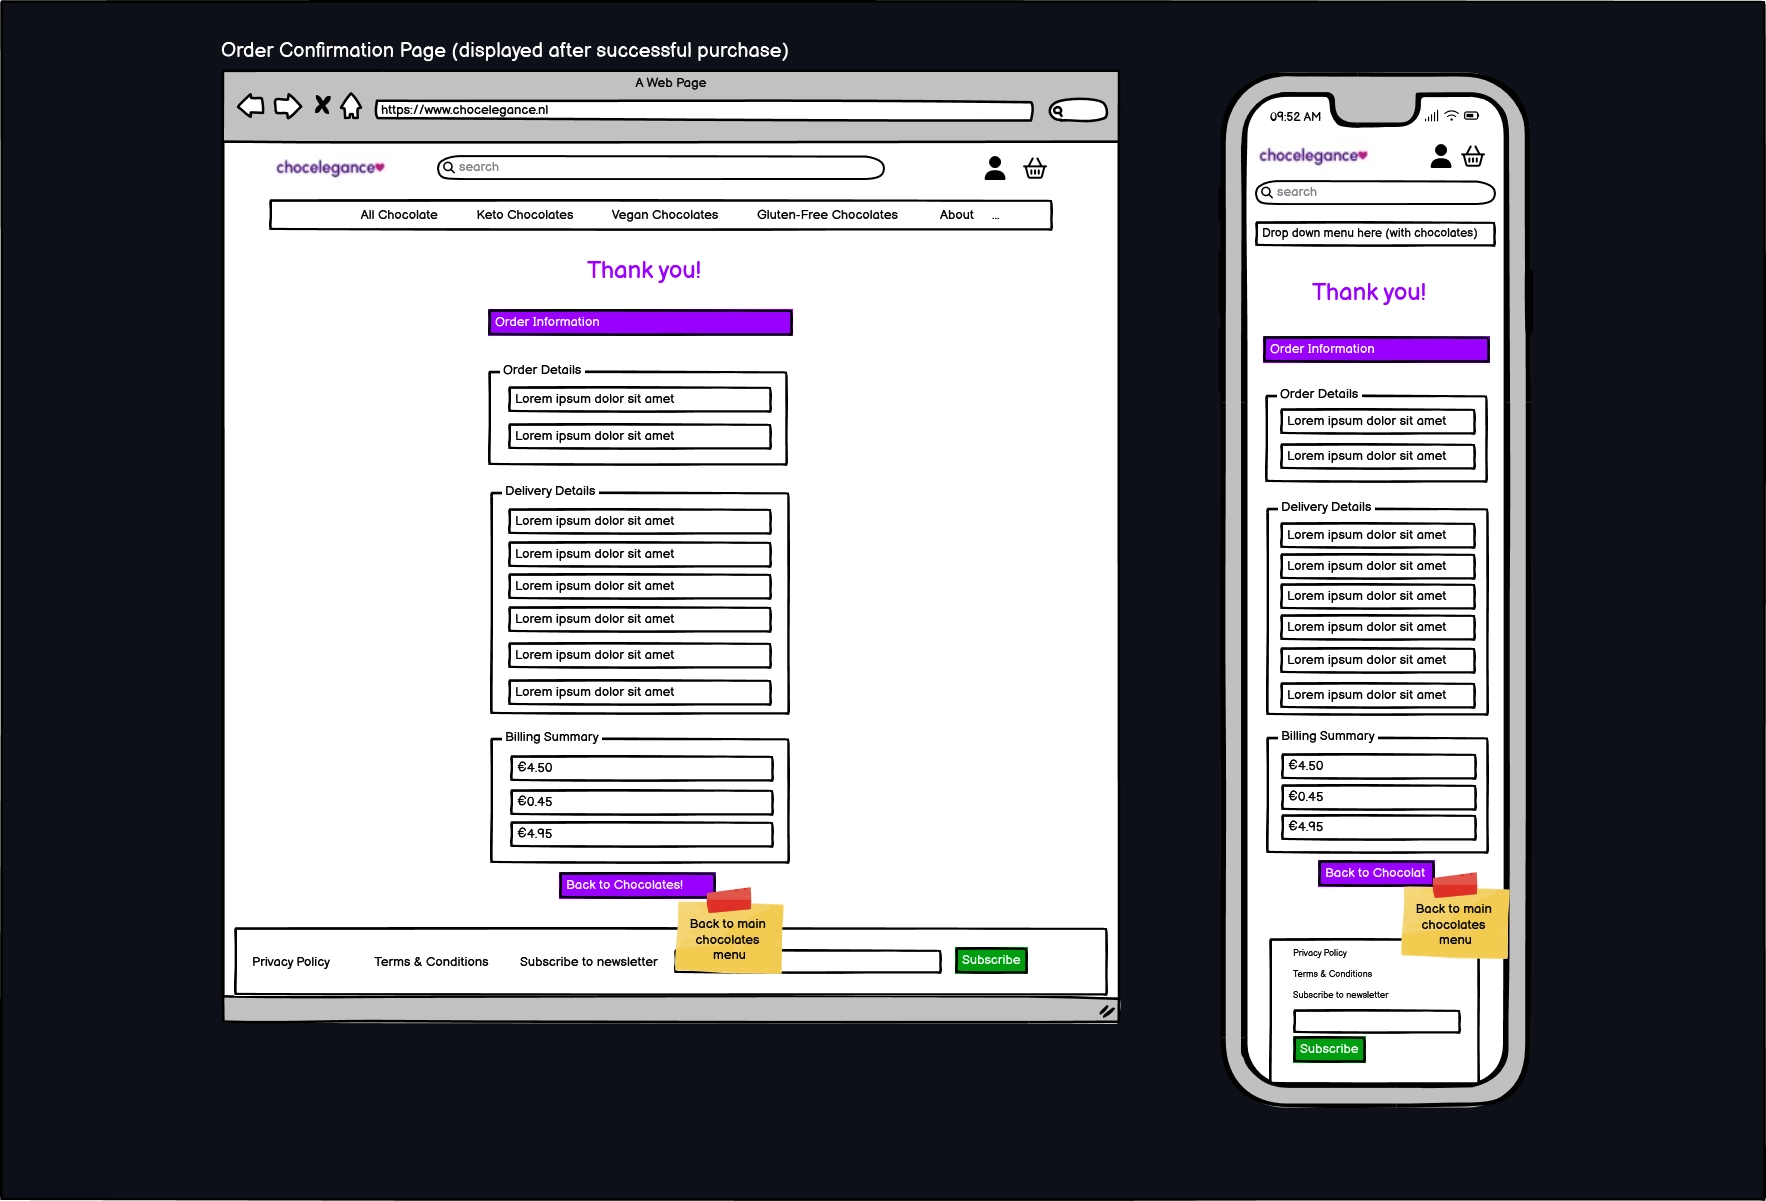 Order Confirmation Page (displayed after successful purchase)
A Web Page
https://www.chocelegance.nl
chocelegance
search
All Chocolate Keto Chocolates Vegan Chocolates Gluten-Free Chocolates About ...
Thank you!
Order Information
Order Details
Lorem ipsum dolor sit amet
Lorem ipsum dolor sit amet
Delivery Details
Lorem ipsum dolor sit amet
Lorem ipsum dolor sit amet
Lorem ipsum dolor sit amet
Lorem ipsum dolor sit amet
Lorem ipsum dolor sit amet
Lorem ipsum dolor sit amet
Billing Summary
€4.50
€0.45
€4.95
Back to Chocolates!
Back to main
chocolates
menu
Privacy Policy Terms & Conditions Subscribe to newsletter Subscribe
09:52 AM
chocelegance
search
Drop down menu here (with chocolates)
Thank you!
Order Information
Order Details
Lorem ipsum dolor sit amet
Lorem ipsum dolor sit amet
Delivery Details
Lorem ipsum dolor sit amet
Lorem ipsum dolor sit amet
Lorem ipsum dolor sit amet
Lorem ipsum dolor sit amet
Lorem ipsum dolor sit amet
Lorem ipsum dolor sit amet
Billing Summary
€4.50
€0.45
€4.95
Back to Chocolat
Back to main
chocolates
menu
Privacy Policy
Terms & Conditions
Subscribe to newsletter
Subscribe